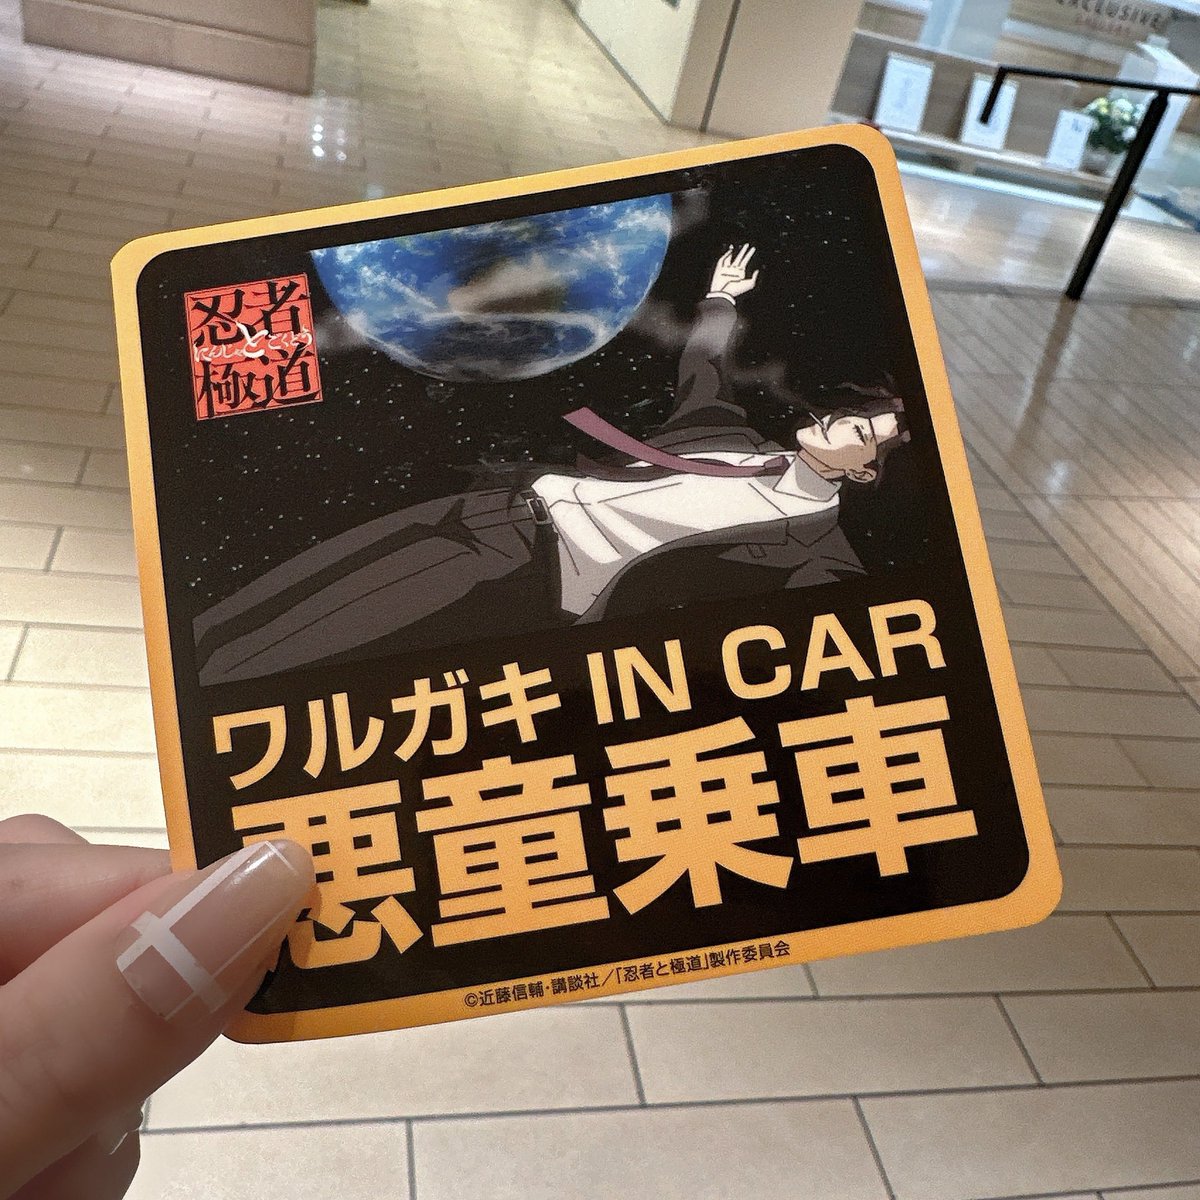 EXCLUSIVE
忍者
にんじゃとごくどう
極道
ワルガキ IN CAR
悪童乗車
©近藤信輔・講談社/「忍者と極道」製作委員会